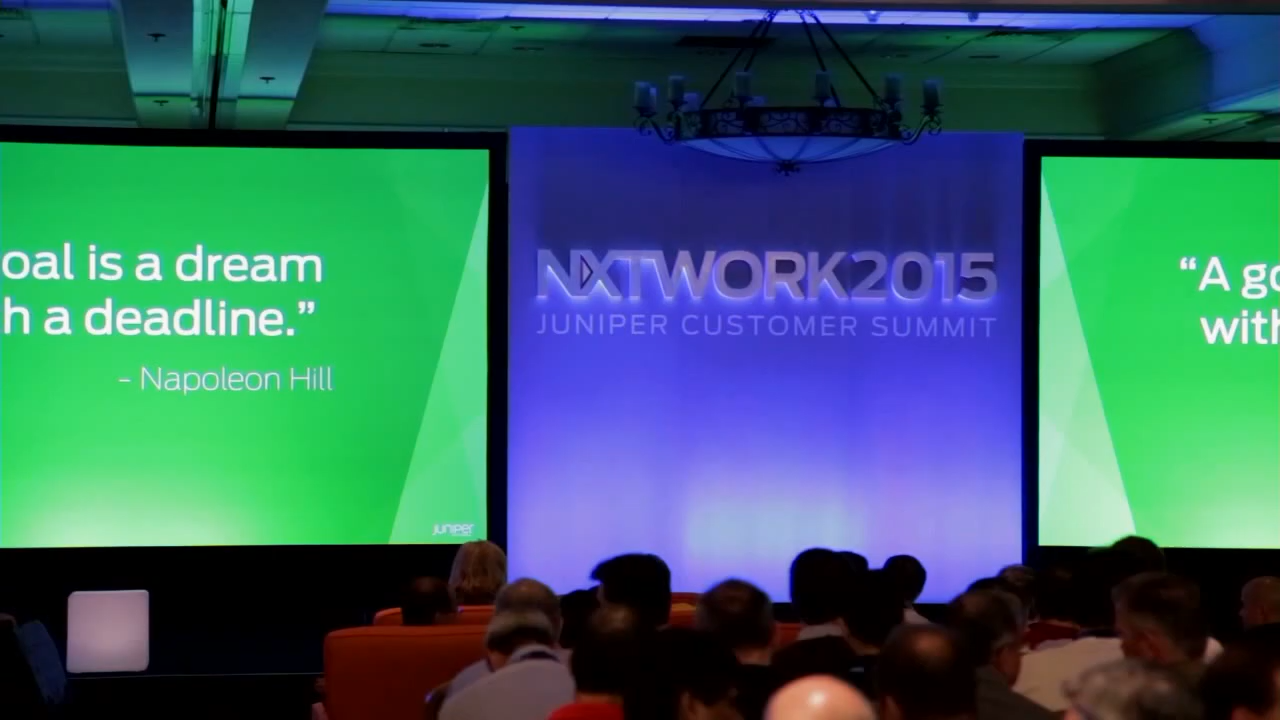 oal is a dream
h a deadline.”
- Napoleon Hill
juniper
NXTWORK2015
JUNIPER CUSTOMER SUMMIT
“A go
with